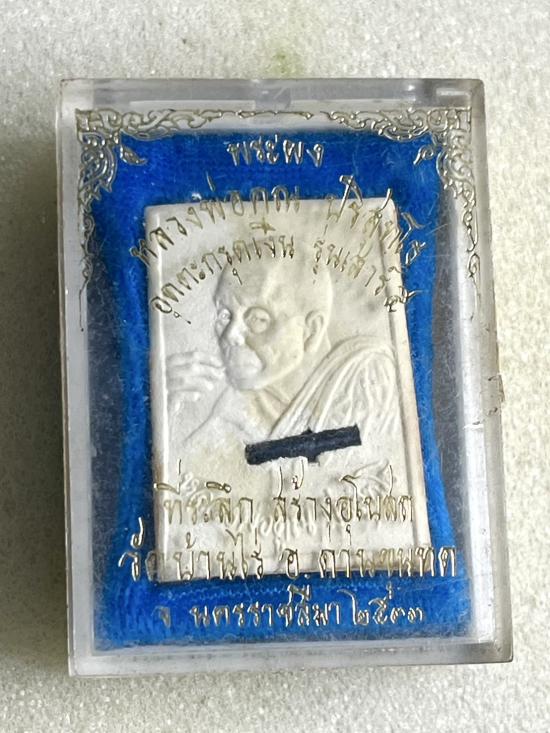 พระผง
หลวงพ่อคูณ ปริสุทฺโธ
อุดตะกรุดเงิน รุ่นเสาร์ ๕
ที่ระลึก สร้างอุโบสถ
วัดบ้านไร่ อ.ด่านขุนทด
จ นครราชสีมา ๒๕๓๓